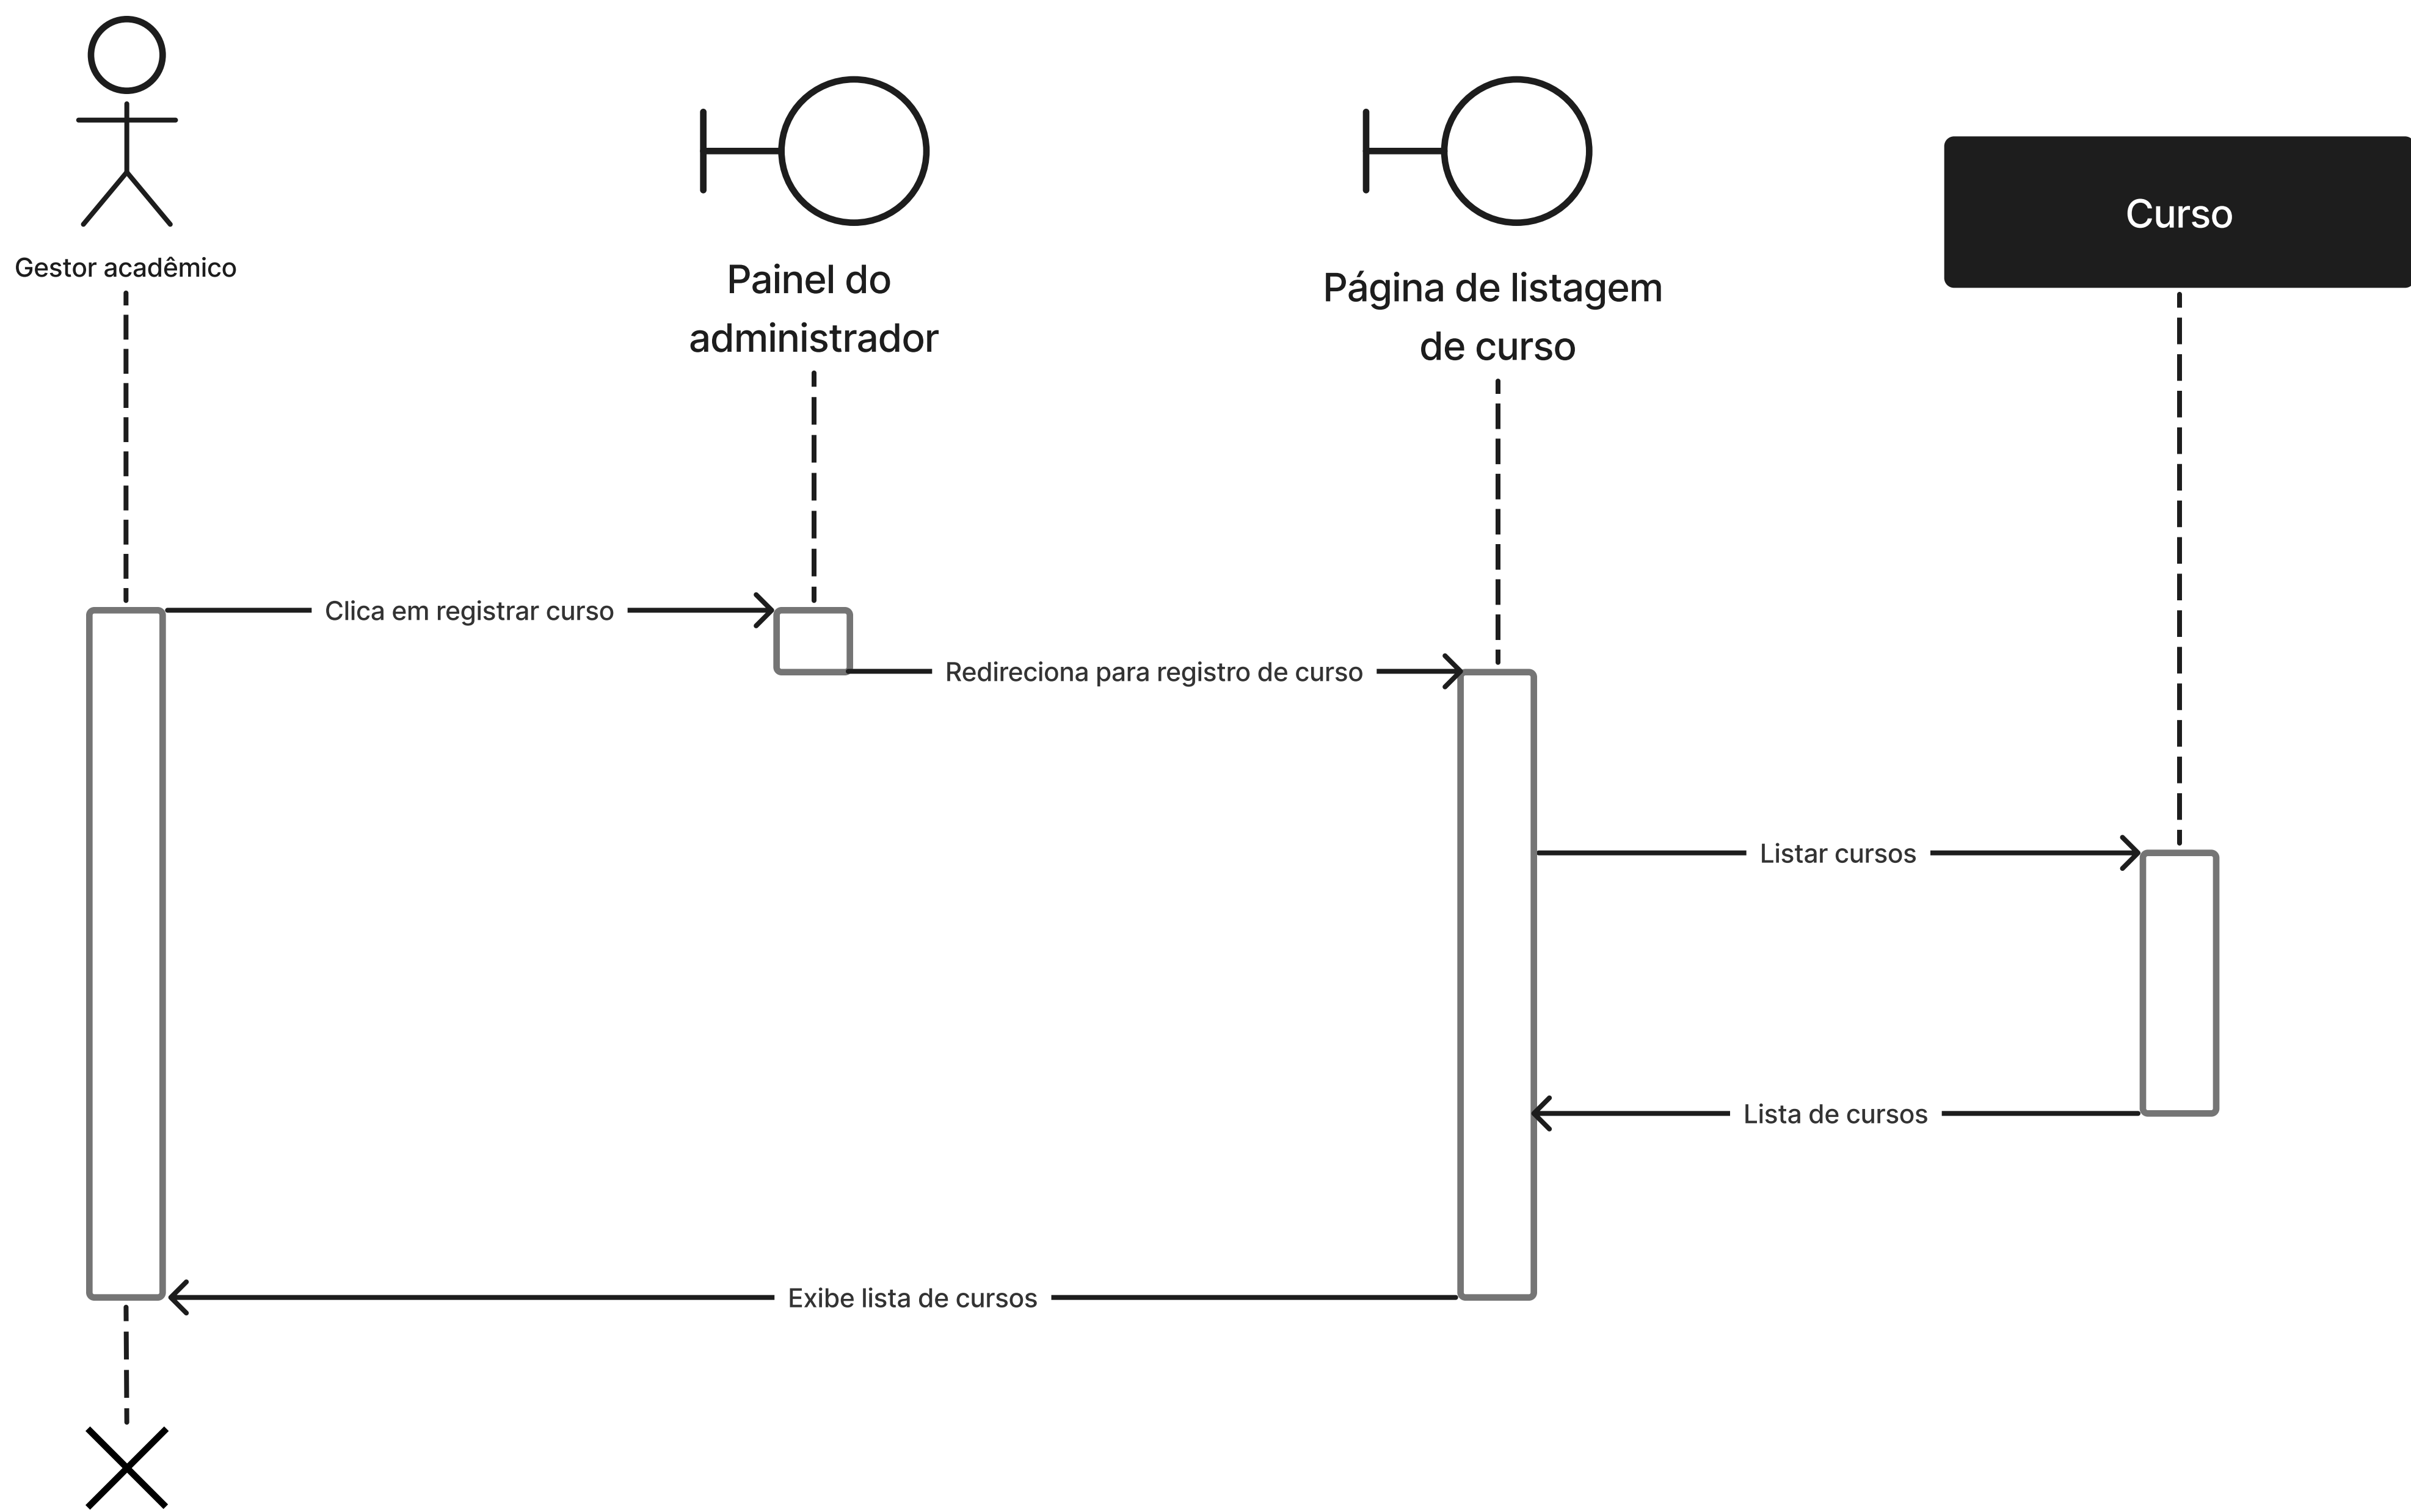 Gestor acadêmico
Painel do
administrador
Página de listagem
de curso
Curso
Clica em registrar curso
Redireciona para registro de curso
Listar cursos
Lista de cursos
Exibe lista de cursos